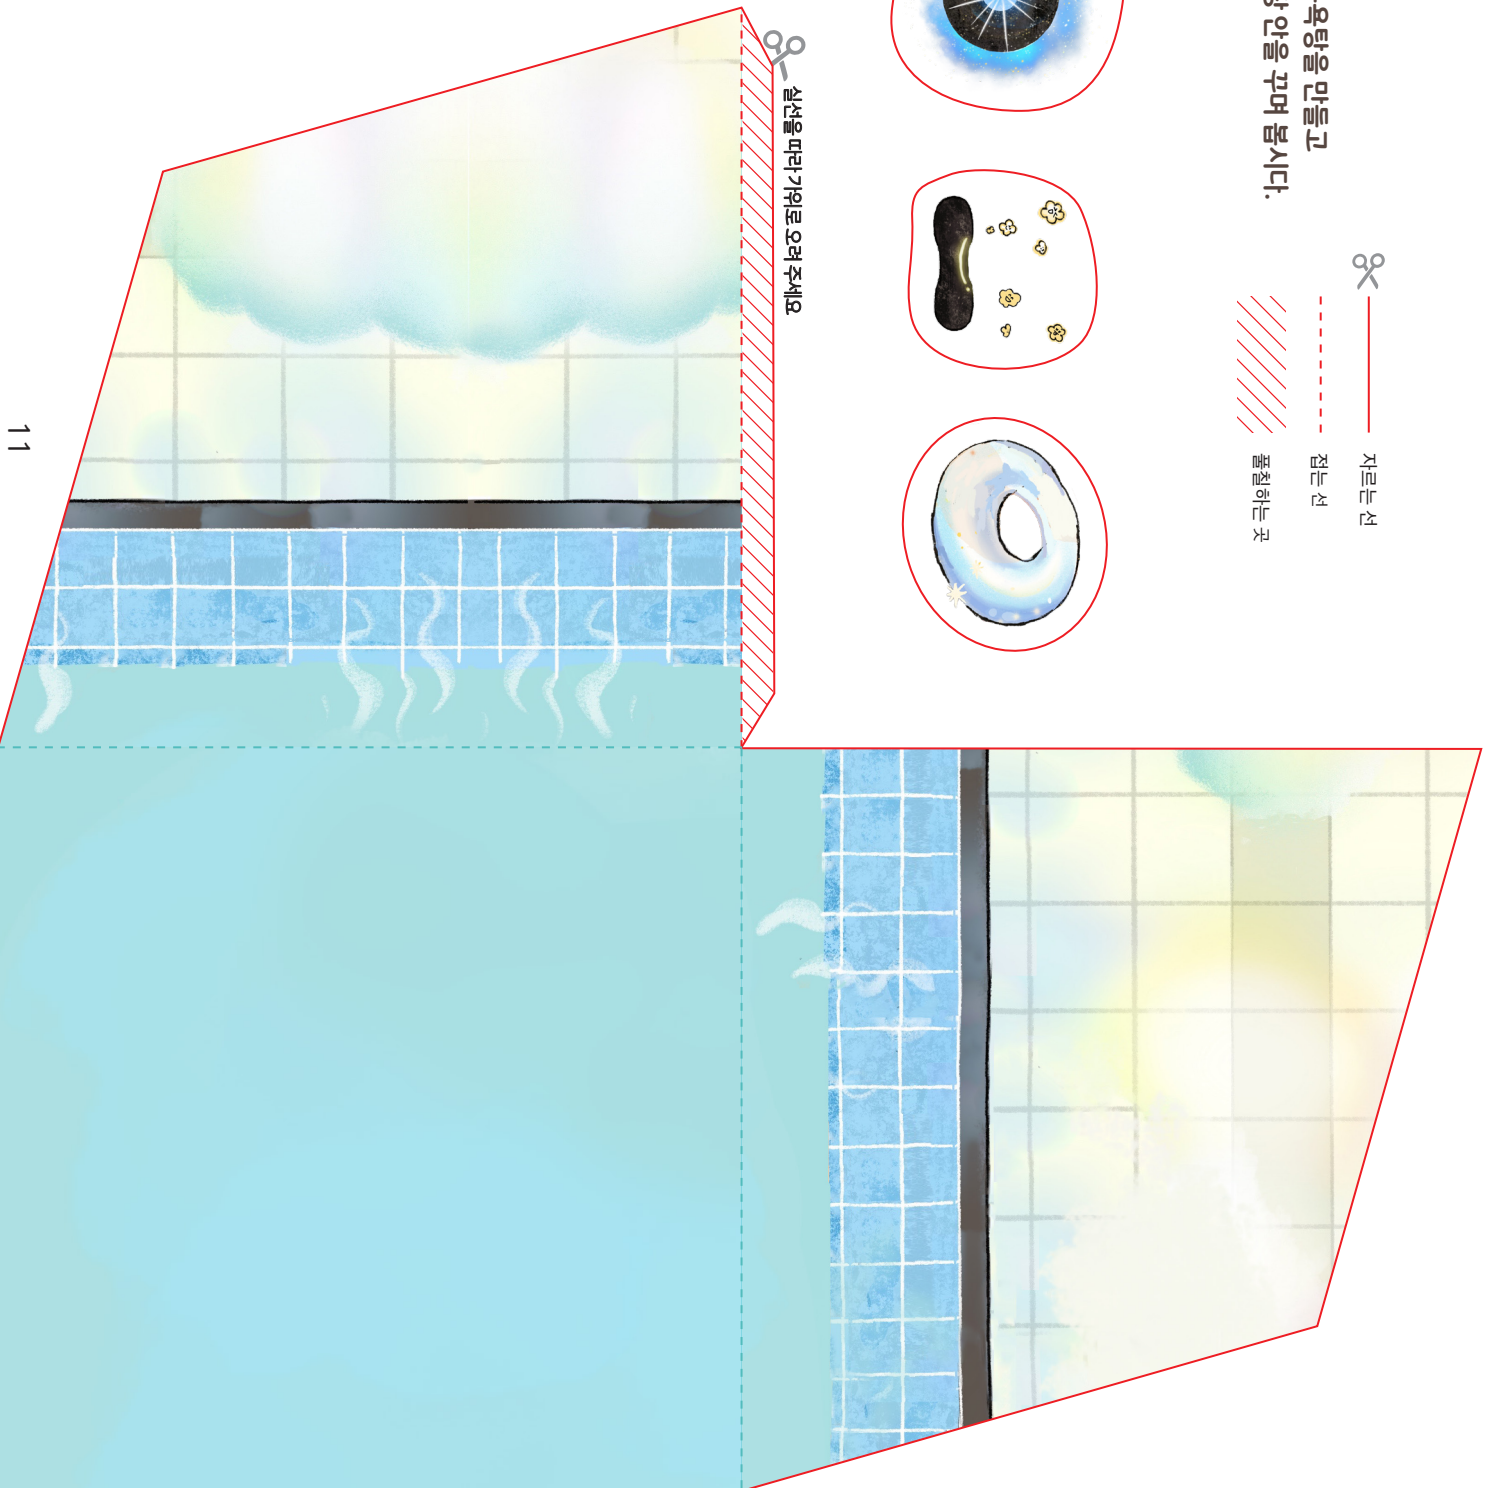 욕탕을 만들고
안을 꾸며 봅시다.
자르는 선
접는 선
풀칠하는 곳
실선을 따라 가위로 오려 주세요
11